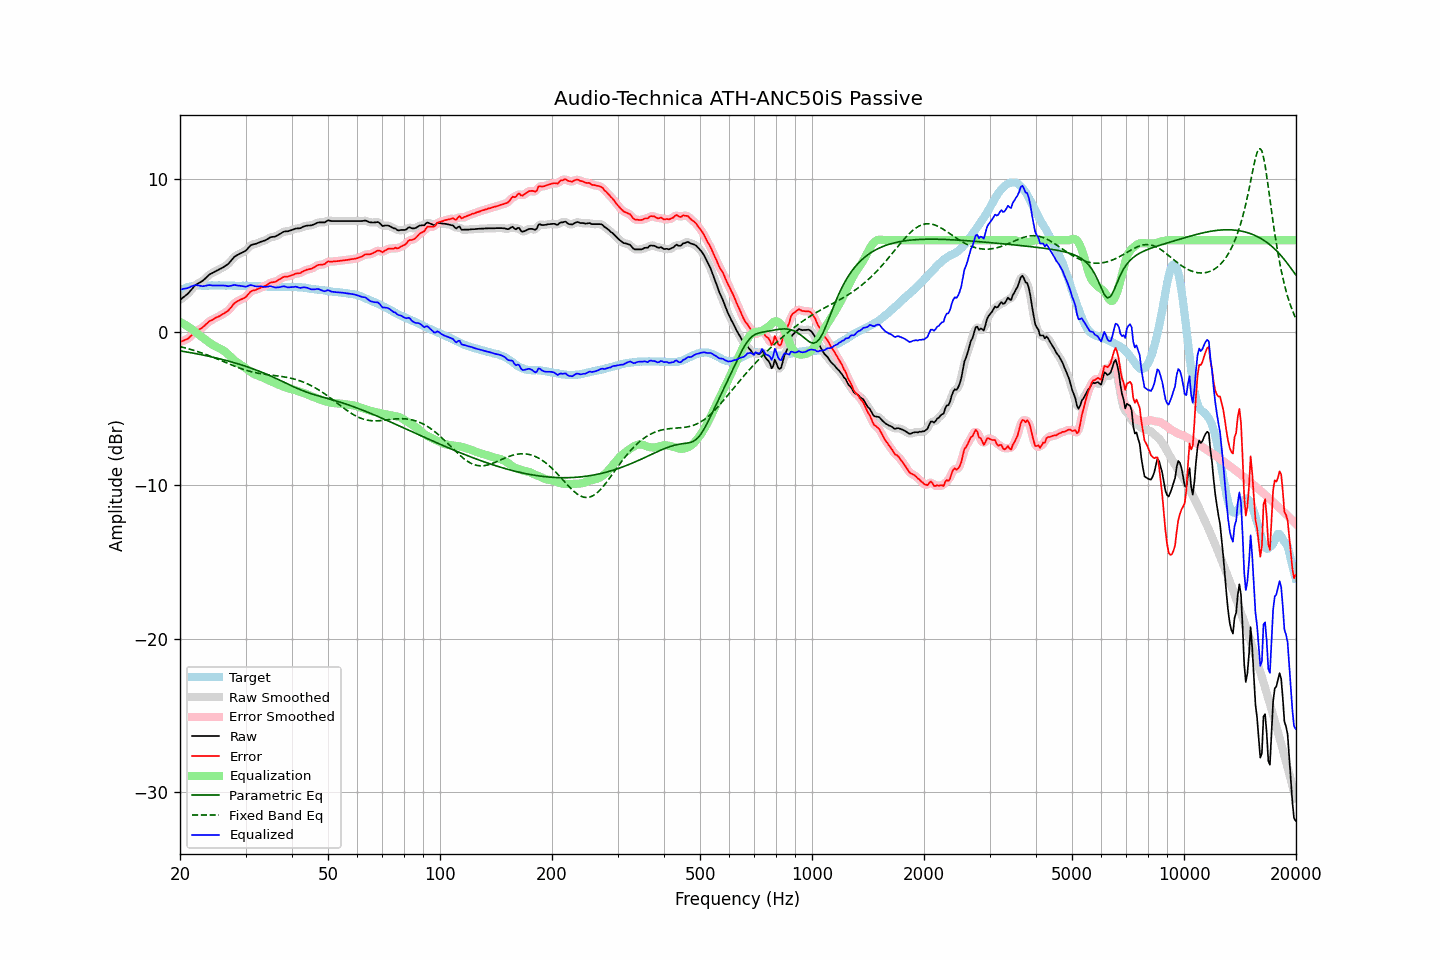 Audio-Technica ATH-ANC50iS Passive
Amplitude (dBr)
10
0
−10
−20
−30
Target
Raw Smoothed
Error Smoothed
Raw
Error
Equalization
Parametric Eq
Fixed Band Eq
Equalized
20 50 100 200 500 1000 2000 5000 10000 20000
Frequency (Hz)